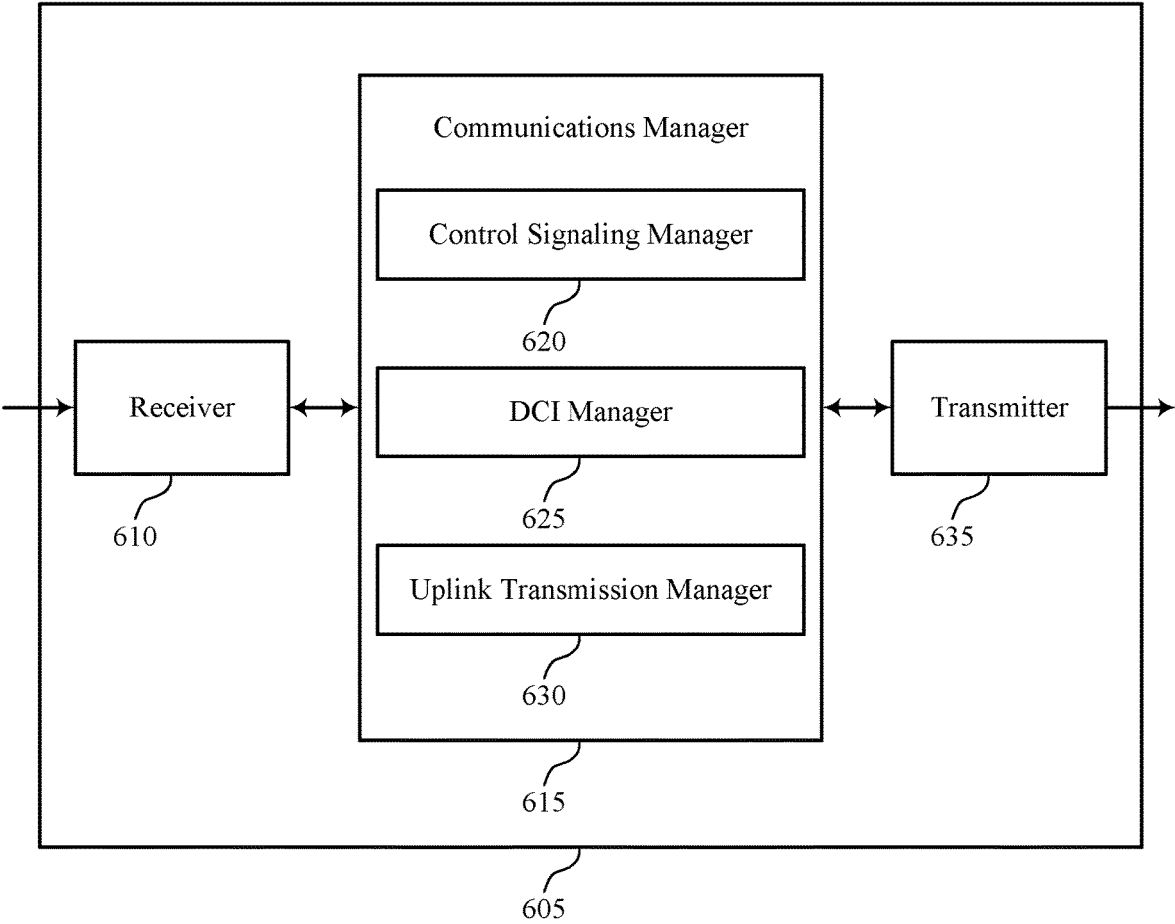 Communications Manager
Control Signaling Manager
620
Receiver
610
DCI Manager
625
Transmitter
635
Uplink Transmission Manager
630
615
605